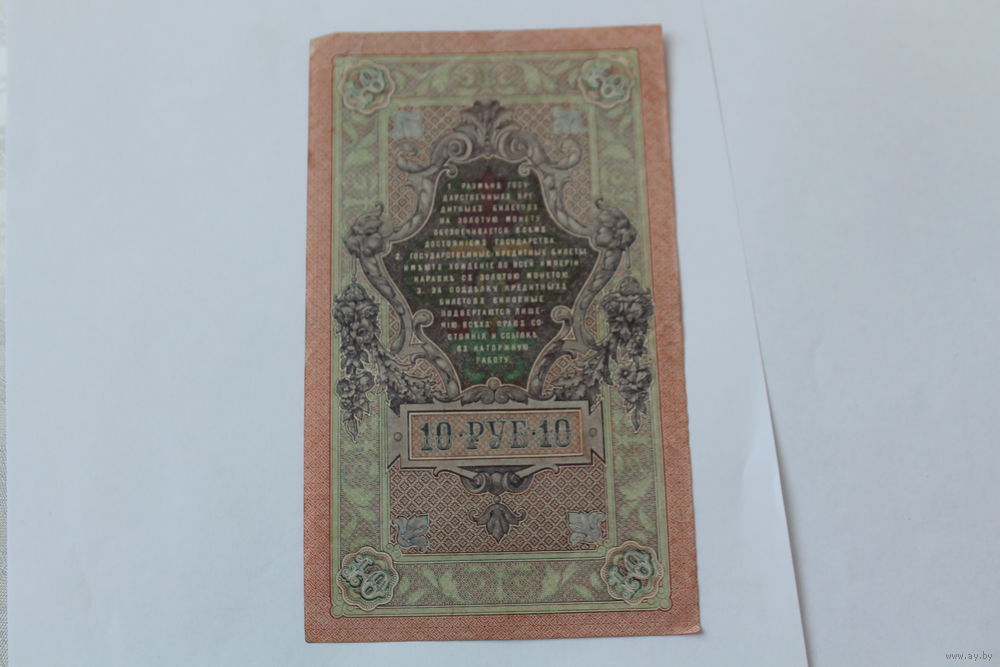 1. РАЗМѢНЪ ГОСУ-
ДАРСТВЕННЫХЪ КРЕ-
ДИТНЫХЪ БИЛЕТОВЪ
НА ЗОЛОТУЮ МОНЕТУ
ОБЕЗПЕЧИВАЕТСЯ ВСѢМЪ
ДОСТОЯНІЕМЪ ГОСУДАРСТВА.
2. ГОСУДАРСТВЕННЫЕ КРЕДИТНЫЕ БИЛЕТЫ
ИМѢЮТЪ ХОЖДЕНІЕ ВО ВСЕЙ ИМПЕРІИ
НАРАВНѢ СЪ ЗОЛОТОЮ МОНЕТОЮ.
3. ЗА ПОДДѢЛКУ КРЕДИТНЫХЪ
БИЛЕТОВЪ ВИНОВНЫЕ
ПОДВЕРГАЮТСЯ ЛИШЕ-
НІЮ ВСѢХЪ ПРАВЪ СО-
СТОЯНІЯ И ССЫЛКѢ
ВЪ КАТОРЖНУЮ
РАБОТУ.
10·РУБ·10
www.ay.by